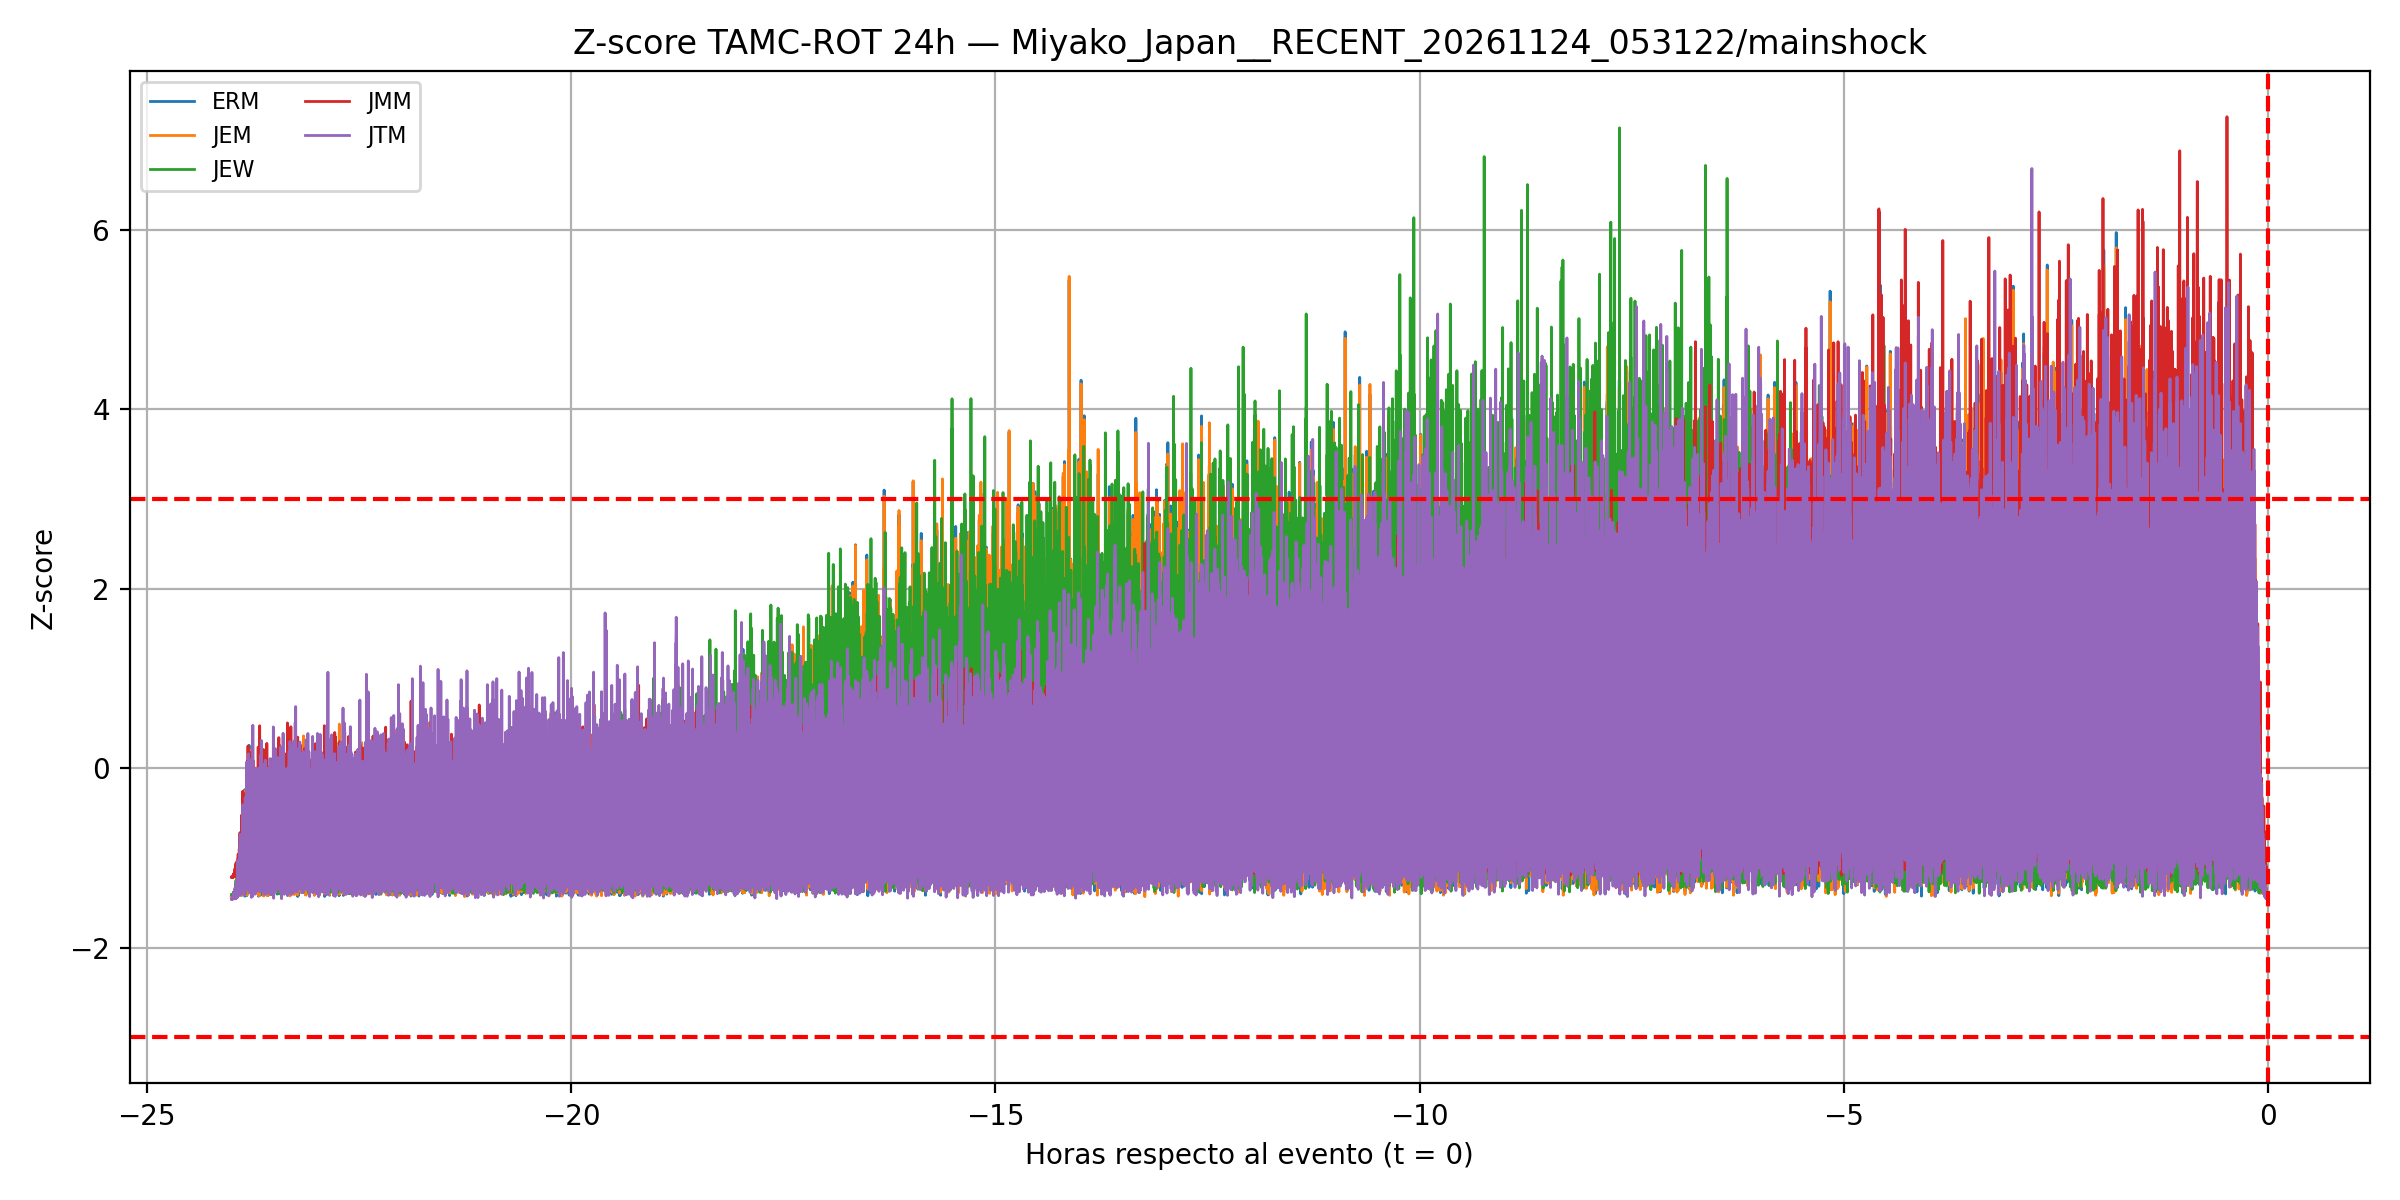 Z-score TAMC-ROT 24h — Miyako_Japan__RECENT_20261124_053122/mainshock
ERM
JEM
JEW
JMM
JTM
Z-score
6
4
2
0
−2
−25
−20
−15
−10
−5
0
Horas respecto al evento (t = 0)